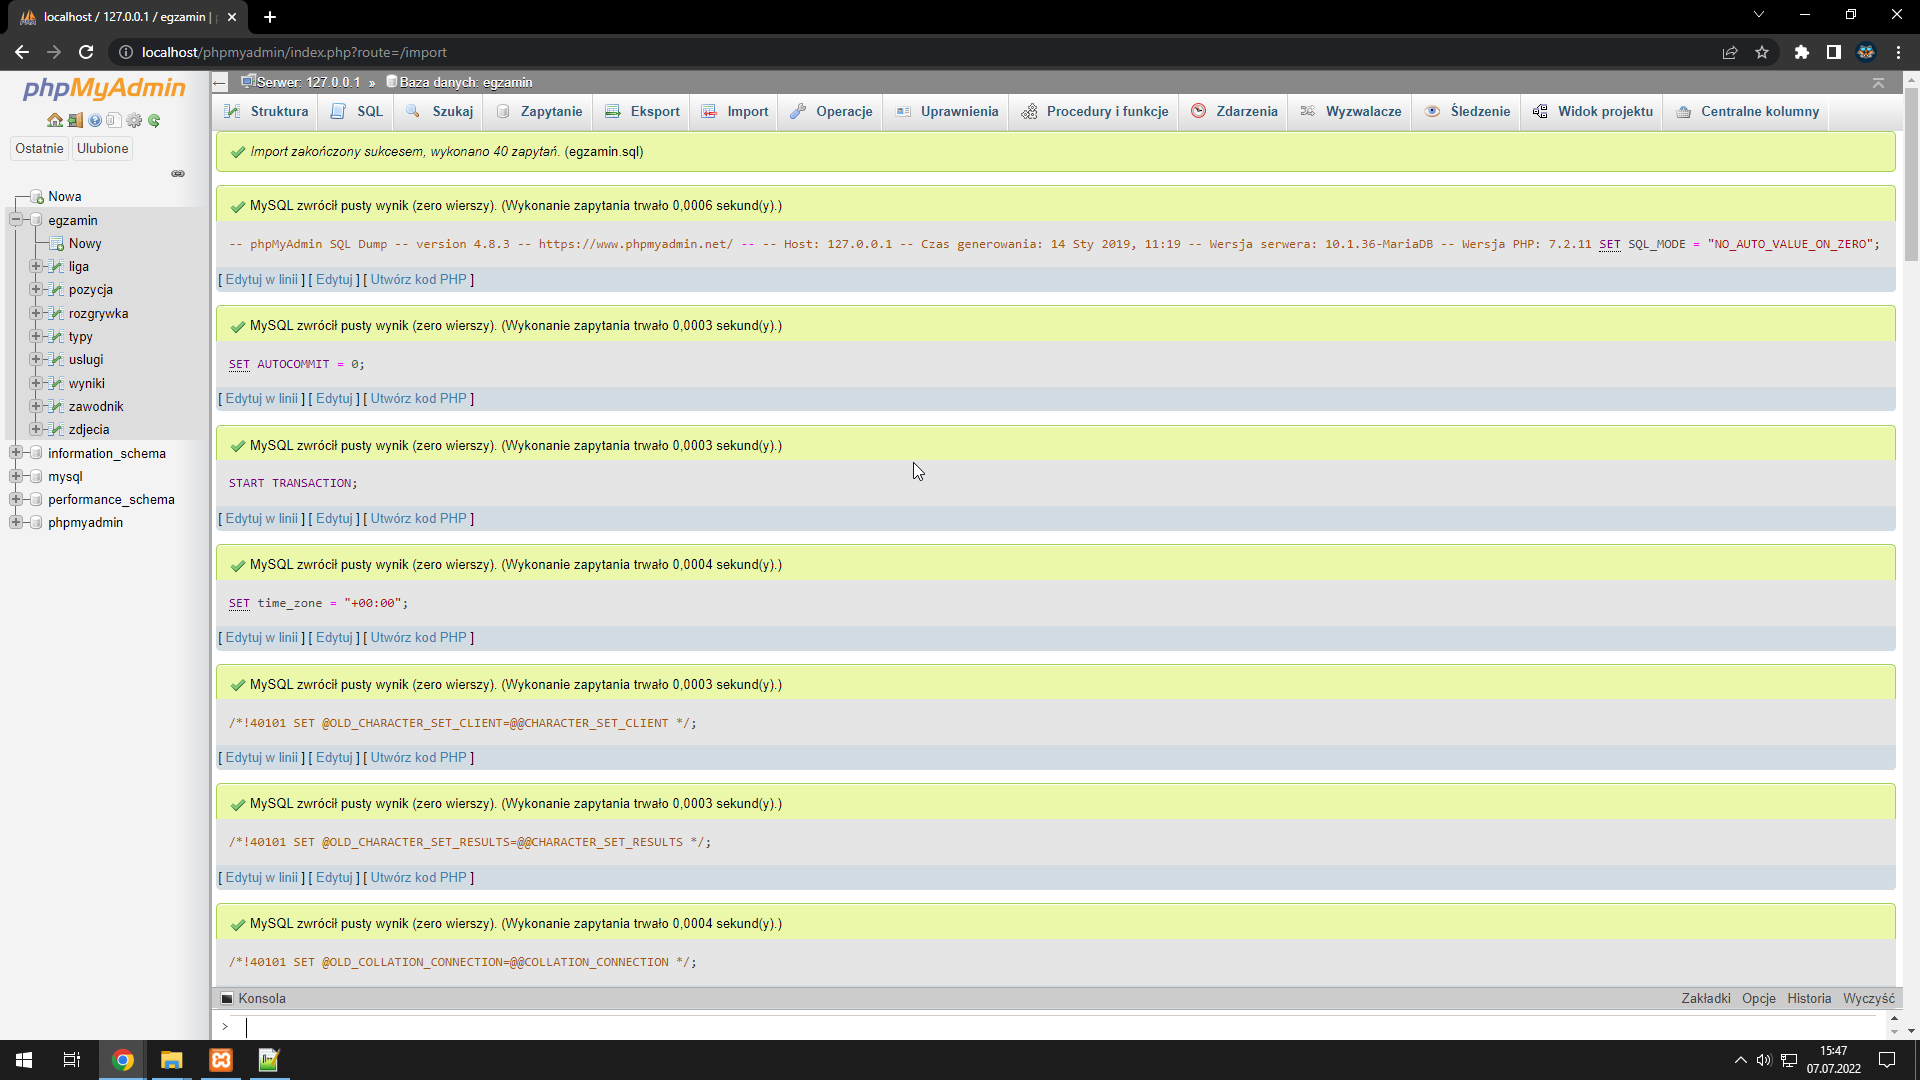 localhost / 127.0.0.1 / egzamin |
localhost/phpmyadmin/index.php?route=/import
phpMyAdmin
Ostatnie
Ulubione
Nowa
egzamin
Nowy
liga
pozycja
rozgrywka
typy
uslugi
wyniki
zawodnik
zdjecia
information_schema
mysql
performance_schema
phpmyadmin
Serwer: 127.0.0.1 » Baza danych: egzamin
Struktura SQL Szukaj Zapytanie Eksport Import Operacje Uprawnienia Procedury i funkcje Zdarzenia Wyzwalacze Śledzenie Widok projektu Centralne kolumny
Import zakończony sukcesem, wykonano 40 zapytań. (egzamin.sql)
MySQL zwrócił pusty wynik (zero wierszy). (Wykonanie zapytania trwało 0,0006 sekund(y).)
-- phpMyAdmin SQL Dump -- version 4.8.3 -- https://www.phpmyadmin.net/ -- -- Host: 127.0.0.1 -- Czas generowania: 14 Sty 2019, 11:19 -- Wersja serwera: 10.1.36-MariaDB -- Wersja PHP: 7.2.11 SET SQL_MODE = "NO_AUTO_VALUE_ON_ZERO";
[ Edytuj w linii ] [ Edytuj ] [ Utwórz kod PHP ]
MySQL zwrócił pusty wynik (zero wierszy). (Wykonanie zapytania trwało 0,0003 sekund(y).)
SET AUTOCOMMIT = 0;
[ Edytuj w linii ] [ Edytuj ] [ Utwórz kod PHP ]
MySQL zwrócił pusty wynik (zero wierszy). (Wykonanie zapytania trwało 0,0003 sekund(y).)
START TRANSACTION;
[ Edytuj w linii ] [ Edytuj ] [ Utwórz kod PHP ]
MySQL zwrócił pusty wynik (zero wierszy). (Wykonanie zapytania trwało 0,0004 sekund(y).)
SET time_zone = "+00:00";
[ Edytuj w linii ] [ Edytuj ] [ Utwórz kod PHP ]
MySQL zwrócił pusty wynik (zero wierszy). (Wykonanie zapytania trwało 0,0003 sekund(y).)
/*!40101 SET @OLD_CHARACTER_SET_CLIENT=@@CHARACTER_SET_CLIENT */;
[ Edytuj w linii ] [ Edytuj ] [ Utwórz kod PHP ]
MySQL zwrócił pusty wynik (zero wierszy). (Wykonanie zapytania trwało 0,0003 sekund(y).)
/*!40101 SET @OLD_CHARACTER_SET_RESULTS=@@CHARACTER_SET_RESULTS */;
[ Edytuj w linii ] [ Edytuj ] [ Utwórz kod PHP ]
MySQL zwrócił pusty wynik (zero wierszy). (Wykonanie zapytania trwało 0,0004 sekund(y).)
/*!40101 SET @OLD_COLLATION_CONNECTION=@@COLLATION_CONNECTION */;
Konsola
Zakładki Opcje Historia Wyczyść
>
15:47
07.07.2022